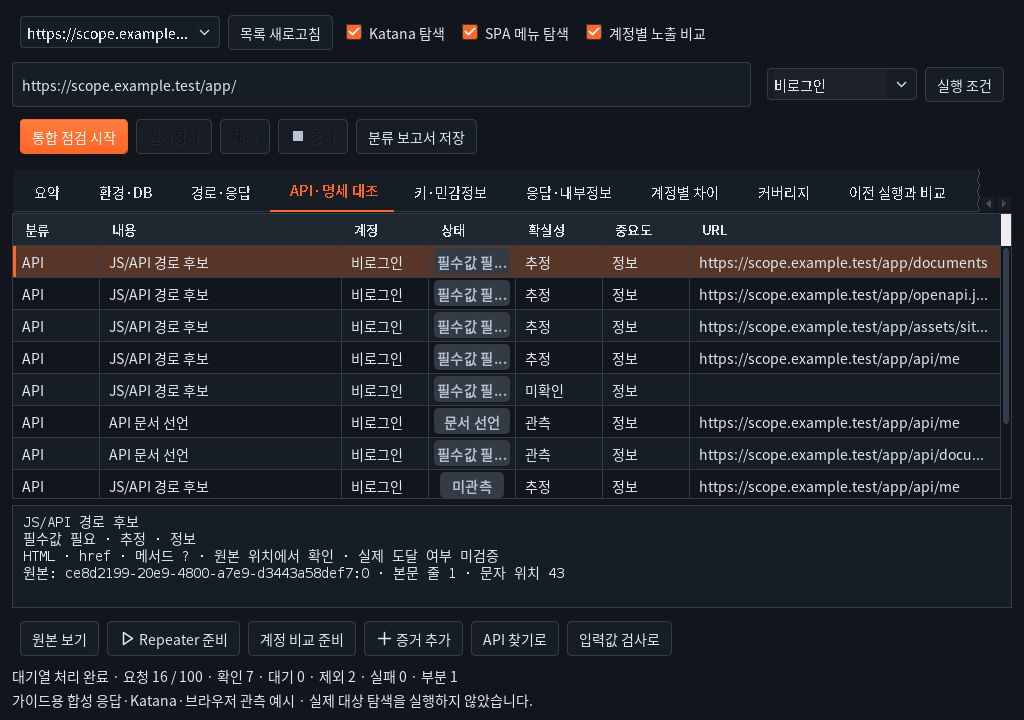 https://scope.example... 목록 새로고침 Katana 탐색 SPA 메뉴 탐색 계정별 노출 비교
https://scope.example.test/app/ 비로그인 실행 조건
통합 점검 시작 일시정지 재개 중지 분류 보고서 저장
요약 환경·DB 경로·응답 API·명세 대조 키·민감정보 응답·내부정보 계정별 차이 커버리지 이전 실행과 비교
분류 내용 계정 상태 확실성 중요도 URL
API JS/API 경로 후보 비로그인 필수값 필... 추정 정보 https://scope.example.test/app/documents
API JS/API 경로 후보 비로그인 필수값 필... 추정 정보 https://scope.example.test/app/openapi.j...
API JS/API 경로 후보 비로그인 필수값 필... 추정 정보 https://scope.example.test/app/assets/sit...
API JS/API 경로 후보 비로그인 필수값 필... 추정 정보 https://scope.example.test/app/api/me
API JS/API 경로 후보 비로그인 필수값 필... 미확인 정보
API API 문서 선언 비로그인 문서 선언 관측 정보 https://scope.example.test/app/api/me
API API 문서 선언 비로그인 필수값 필... 관측 정보 https://scope.example.test/app/api/docu...
API JS/API 경로 후보 비로그인 미관측 추정 정보 https://scope.example.test/app/api/me
JS/API 경로 후보
필수값 필요 · 추정 · 정보
HTML · href · 메서드 ? · 원본 위치에서 확인 · 실제 도달 여부 미검증
원본: ce8d2199-20e9-4800-a7e9-d3443a58def7:0 · 본문 줄 1 · 문자 위치 43
원본 보기 Repeater 준비 계정 비교 준비 증거 추가 API 찾기로 입력값 검사로
대기열 처리 완료 · 요청 16 / 100 · 확인 7 · 대기 0 · 제외 2 · 실패 0 · 부분 1
가이드용 합성 응답·Katana·브라우저 관측 예시 · 실제 대상 탐색을 실행하지 않았습니다.